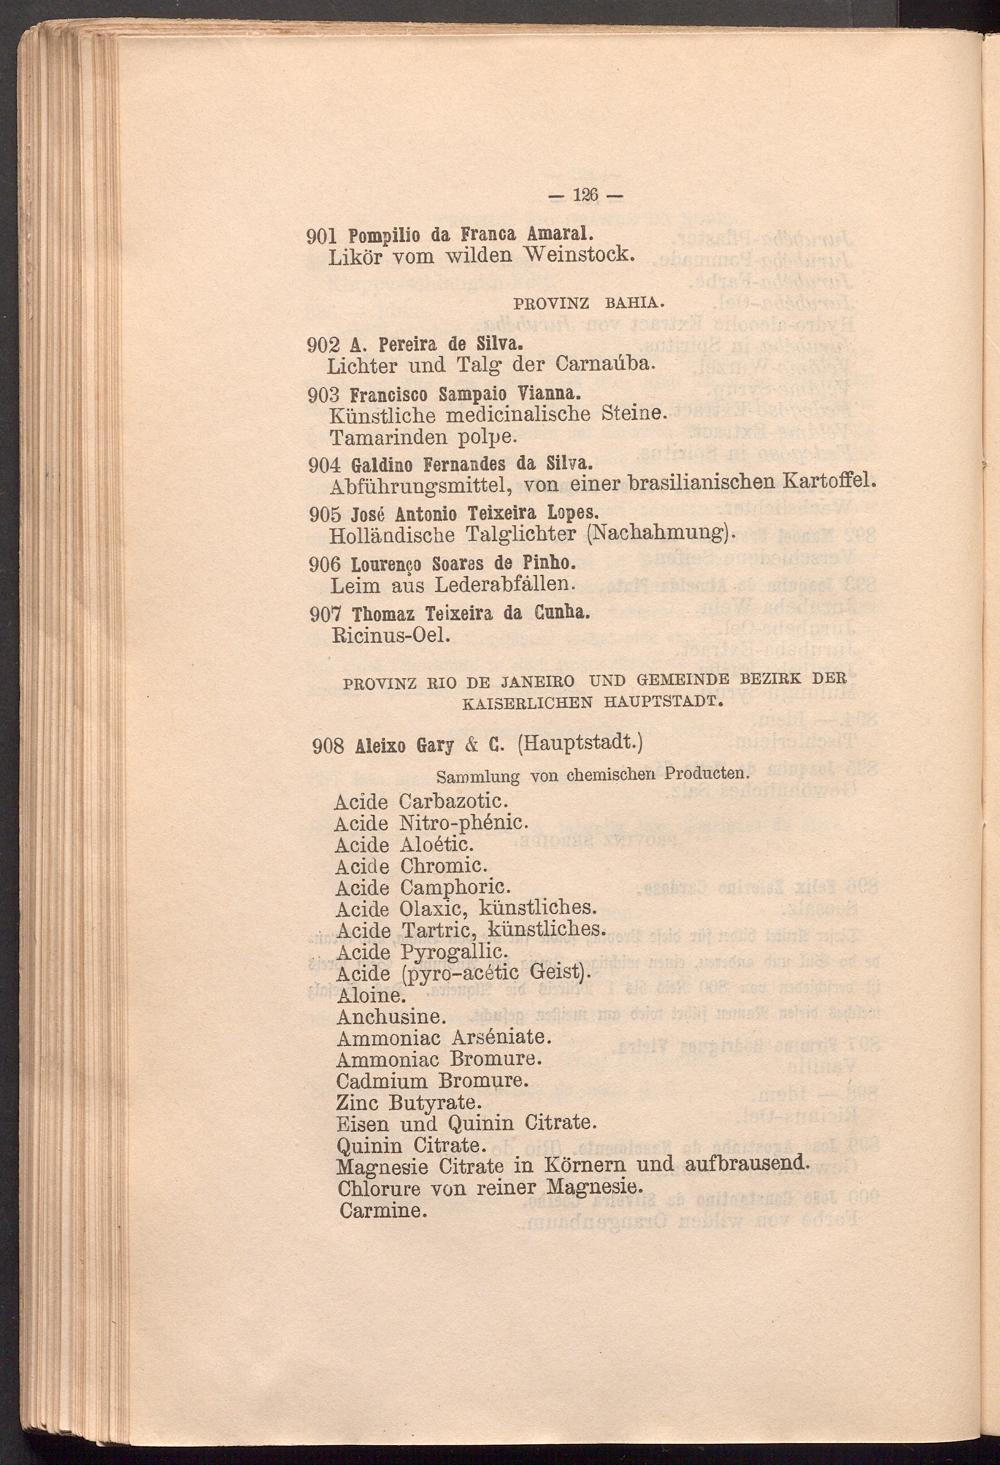 — 126 —
901 Pompilio da Franca Amaral.
Likör vom wilden Weinstock.
PROVINZ BAHIA.
902 A. Pereira de Silva.
Lichter und Talg der Carnaúba.
903 Francisco Sampaio Vianna.
Künstliche medicinalische Steine.
Tamarinden polpe.
904 Galdino Fernandes da Silva.
Abführungsmittel, von einer brasilianischen Kartoffel.
905 José Antonio Teixeira Lopes.
Holländische Talglichter (Nachahmung).
906 Lourenço Soares de Pinho.
Leim aus Lederabfällen.
907 Thomaz Teixeira da Cunha.
Ricinus-Oel.
PROVINZ RIO DE JANEIRO UND GEMEINDE BEZIRK DER
KAISERLICHEN HAUPTSTADT.
908 Aleixo Gary & C. (Hauptstadt.)
Sammlung von chemischen Producten.
Acide Carbazotic.
Acide Nitro-phénic.
Acide Aloétic.
Acide Chromic.
Acide Camphoric.
Acide Olaxic, künstliches.
Acide Tartric, künstliches.
Acide Pyrogallic.
Acide (pyro-acétic Geist).
Aloine.
Anchusine.
Ammoniac Arséniate.
Ammoniac Bromure.
Cadmium Bromure.
Zinc Butyrate.
Eisen und Quinin Citrate.
Quinin Citrate.
Magnesie Citrate in Körnern und aufbrausend.
Chlorure von reiner Magnesie.
Carmine.